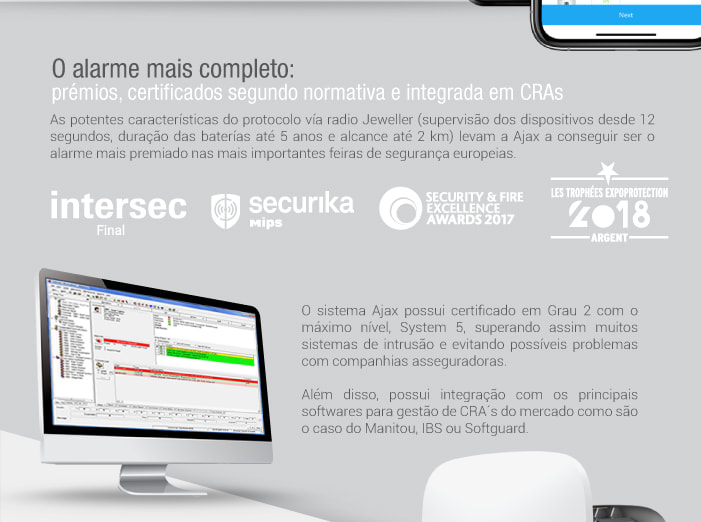 Next
O alarme mais completo:
prémios, certificados segundo normativa e integrada em CRAs
As potentes características do protocolo vía radio Jeweller (supervisão dos dispositivos desde 12
segundos, duração das baterías até 5 anos e alcance até 2 km) levam a Ajax a conseguir ser o
alarme mais premiado nas mais importantes feiras de segurança europeias.
intersec
Final
securika
mips
SECURITY & FIRE
EXCELLENCE
AWARDS 2017
LES TROPHÉES EXPOPROTECTION
2018
ARGENT
O sistema Ajax possui certificado em Grau 2 com o
máximo nível, System 5, superando assim muitos
sistemas de intrusão e evitando possíveis problemas
com companhias asseguradoras.
Além disso, possui integração com os principais
softwares para gestão de CRA´s do mercado como são
o caso do Manitou, IBS ou Softguard.